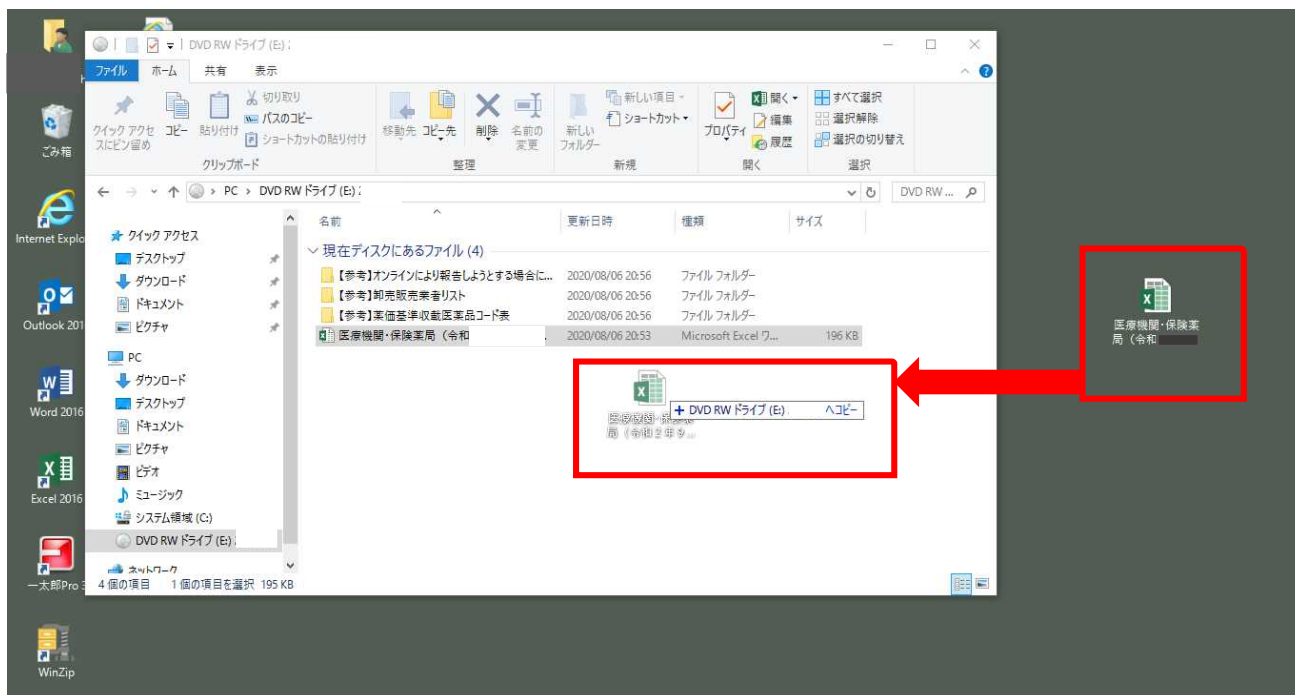 DVD RW ドライブ (E:)
ファイル ホーム 共有 表示
クイック アクセスにピン留め
コピー
貼り付け
切り取り
パスのコピー
ショートカットの貼り付け
クリップボード
移動先
コピー先
削除
名前の変更
整理
新しいフォルダー
新しい項目
ショートカット
新規
プロパティ
開く
編集
履歴
開く
すべて選択
選択解除
選択の切り替え
選択
PC › DVD RW ドライブ (E:)
DVD RW ...
ごみ箱
Internet Explo
Outlook 201
Word 2016
Excel 2016
一太郎Pro
WinZip
クイック アクセス
デスクトップ
ダウンロード
ドキュメント
ピクチャ
PC
ダウンロード
デスクトップ
ドキュメント
ピクチャ
ビデオ
ミュージック
システム領域 (C:)
DVD RW ドライブ (E:)
ネットワーク
名前 更新日時 種類 サイズ
現在ディスクにあるファイル (4)
【参考】オンラインにより報告しようとする場合に... 2020/08/06 20:56 ファイル フォルダー
【参考】卸売販売業者リスト 2020/08/06 20:56 ファイル フォルダー
【参考】薬価基準収載医薬品コード表 2020/08/06 20:56 ファイル フォルダー
医療機関・保険薬局（令和 2020/08/06 20:53 Microsoft Excel ワ... 196 KB
+ DVD RW ドライブ (E:) へコピー
医療機関・保険薬
局（令和２年９...
医療機関・保険薬
局（令和
4 個の項目 1 個の項目を選択 195 KB